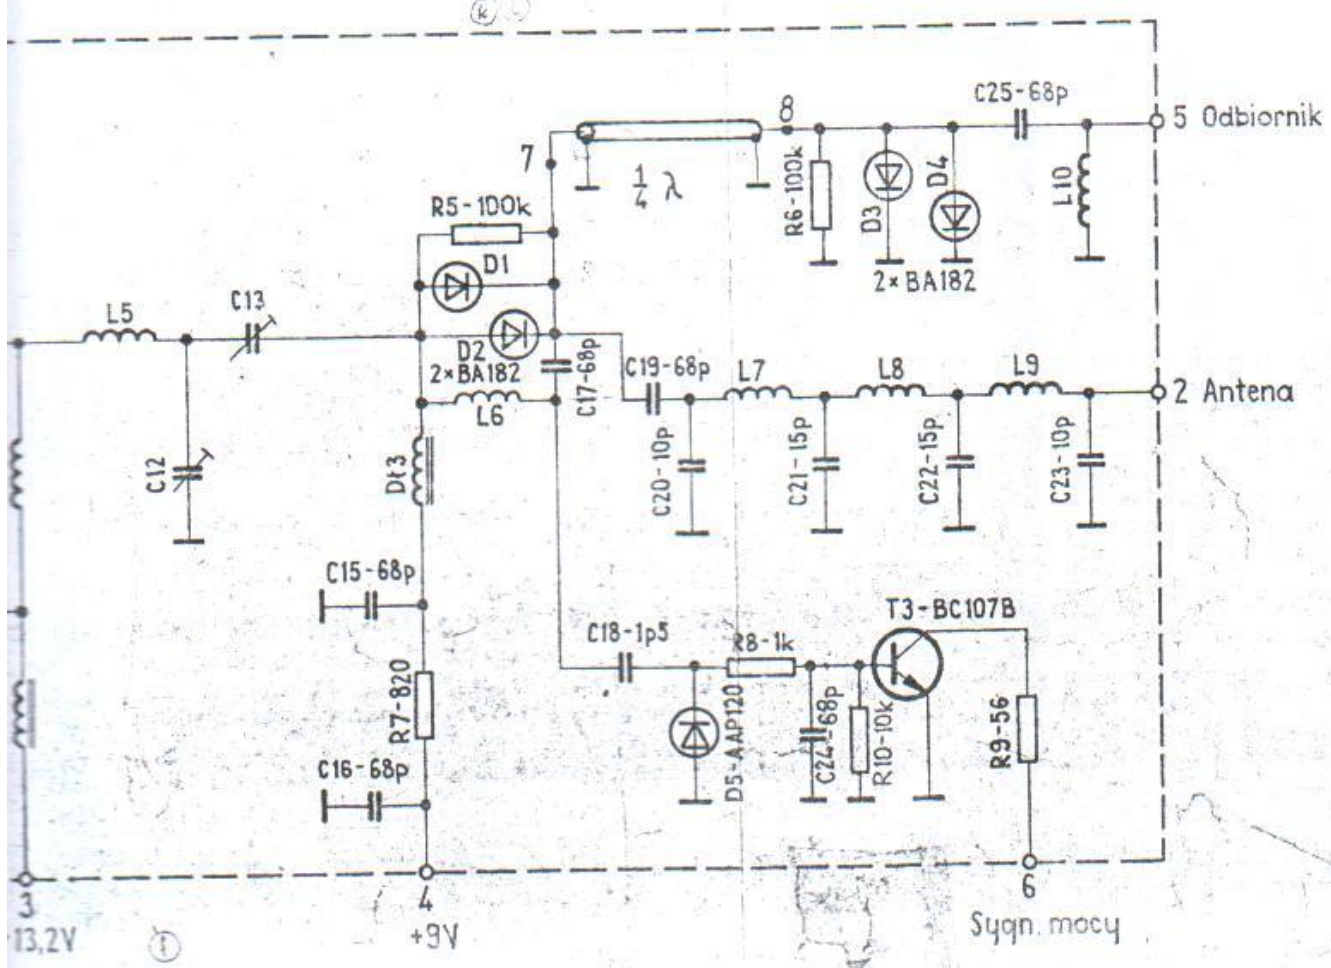 C25-68p
5 Odbiornik
8
7
1/4 λ
R5-100k
R6-100k
D3
D4
L10
2×BA182
D1
L5
C13
D2
2×BA182
C17-68p
C19-68p
L7
L8
L9
2 Antena
L6
C12
Dł3
C20-10p
C21-15p
C22-15p
C23-10p
C15-68p
T3-BC107B
C18-1p5
R8-1k
R7-820
D5-AAP120
C24-68p
R10-10k
R9-56
C16-68p
3
4
6
13,2V
+9V
Sygn. mocy